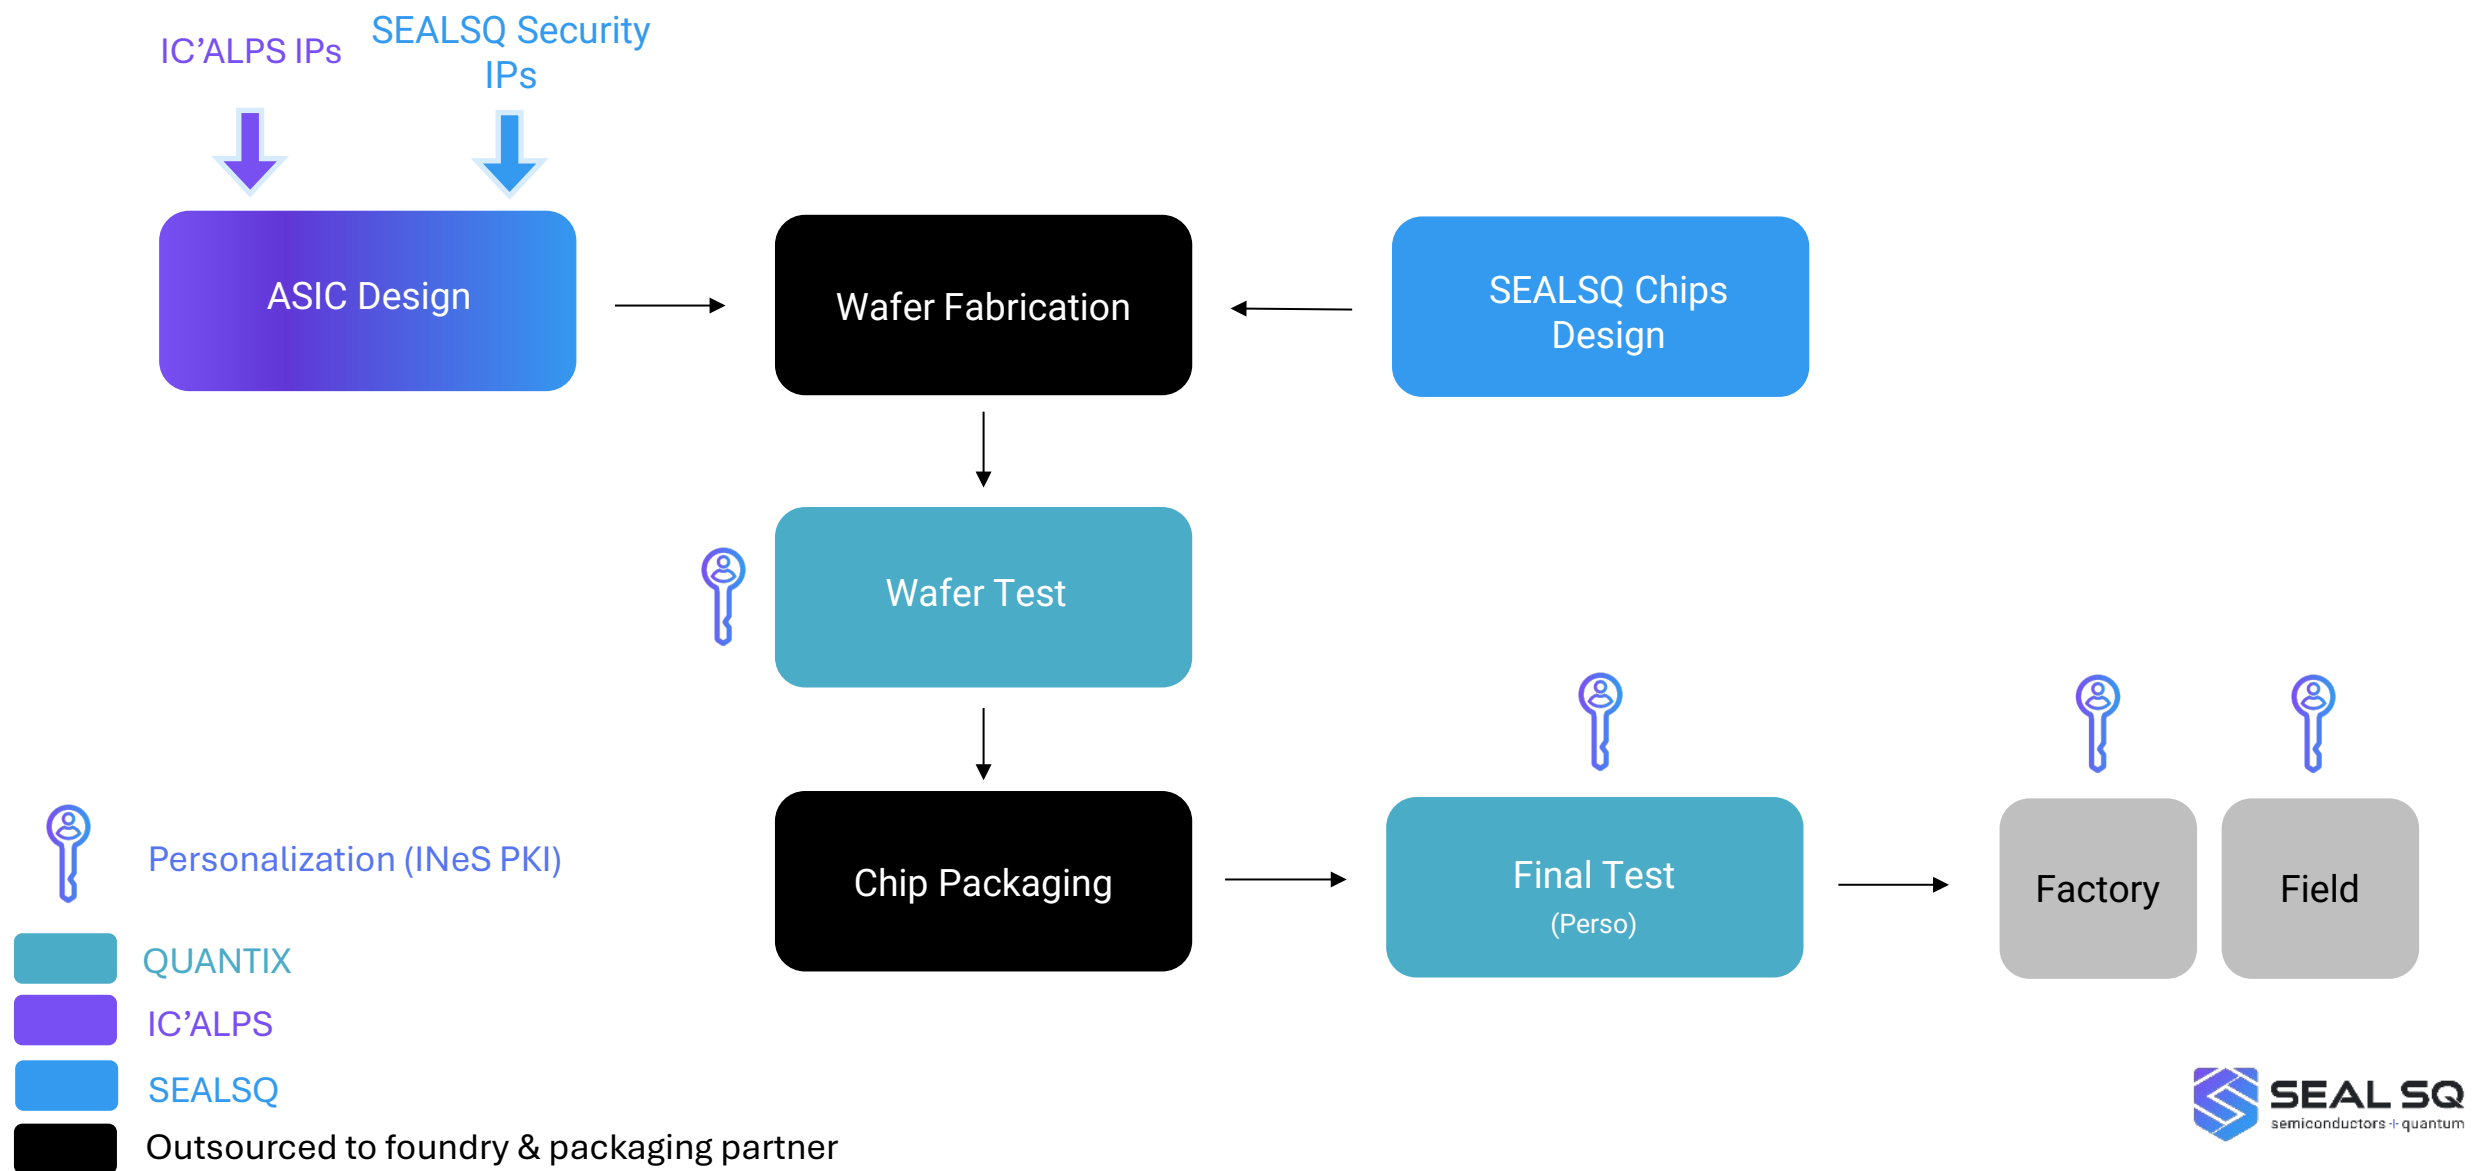 IC’ALPS IPs
SEALSQ Security
IPs
ASIC Design
Wafer Fabrication
SEALSQ Chips
Design
Wafer Test
Personalization (INeS PKI)
Chip Packaging
Final Test
(Perso)
Factory
Field
QUANTIX
IC’ALPS
SEALSQ
Outsourced to foundry & packaging partner
SEAL SQ
semiconductors + quantum